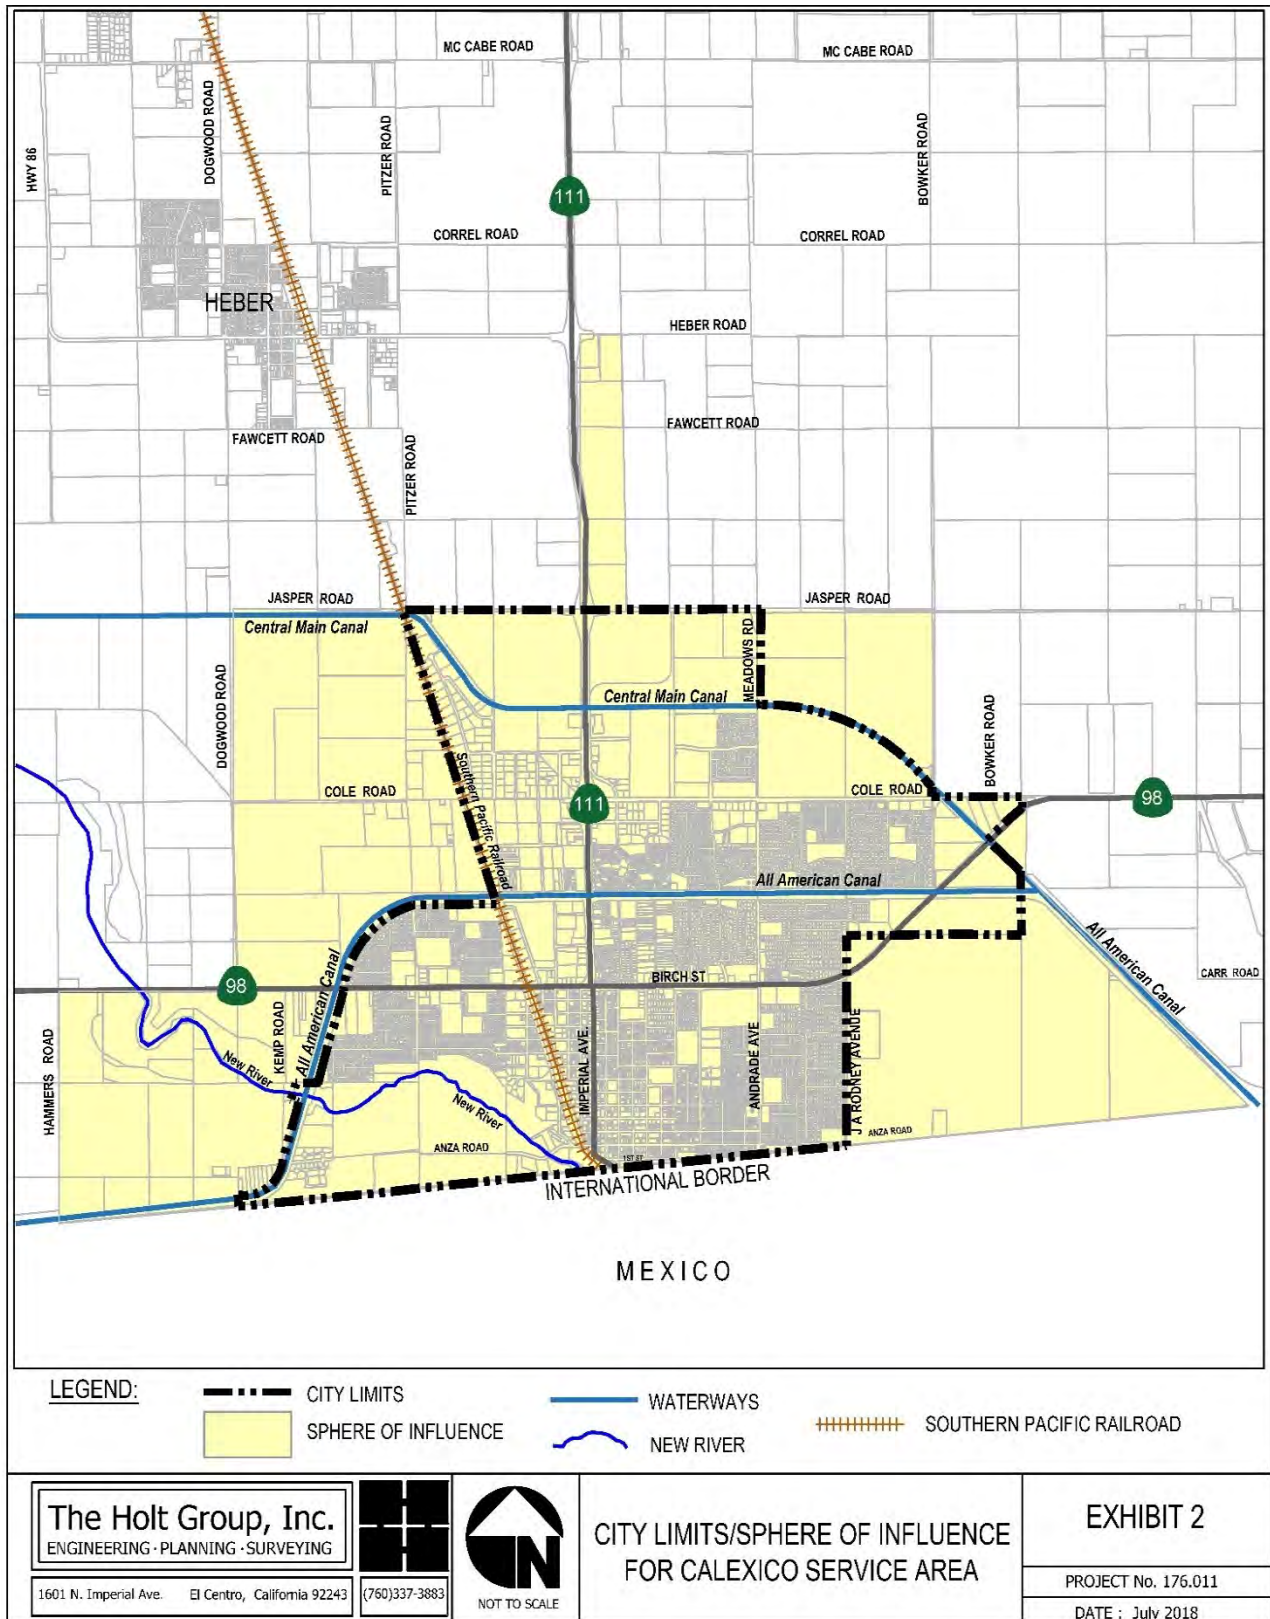 MC CABE ROAD
MC CABE ROAD
HWY 86
DOGWOOD ROAD
PITZER ROAD
BOWKER ROAD
111
CORREL ROAD
CORREL ROAD
HEBER
HEBER ROAD
FAWCETT ROAD
FAWCETT ROAD
PITZER ROAD
JASPER ROAD
JASPER ROAD
Central Main Canal
MEADOWS RD.
Central Main Canal
DOGWOOD ROAD
BOWKER ROAD
Southern Pacific Railroad
COLE ROAD
COLE ROAD
111
98
All American Canal
All American Canal
CARR ROAD
BIRCH ST
98
KEMP ROAD
All American Canal
HAMMERS ROAD
New River
New River
IMPERIAL AVE.
ANDRADE AVE
J A RODNEY AVENUE
ANZA ROAD
ANZA ROAD
1ST ST
INTERNATIONAL BORDER
MEXICO
LEGEND:
CITY LIMITS
SPHERE OF INFLUENCE
WATERWAYS
NEW RIVER
SOUTHERN PACIFIC RAILROAD
The Holt Group, Inc.
ENGINEERING · PLANNING · SURVEYING
1601 N. Imperial Ave. El Centro, California 92243
(760)337-3883
N
NOT TO SCALE
CITY LIMITS/SPHERE OF INFLUENCE
FOR CALEXICO SERVICE AREA
EXHIBIT 2
PROJECT No. 176.011
DATE : July 2018